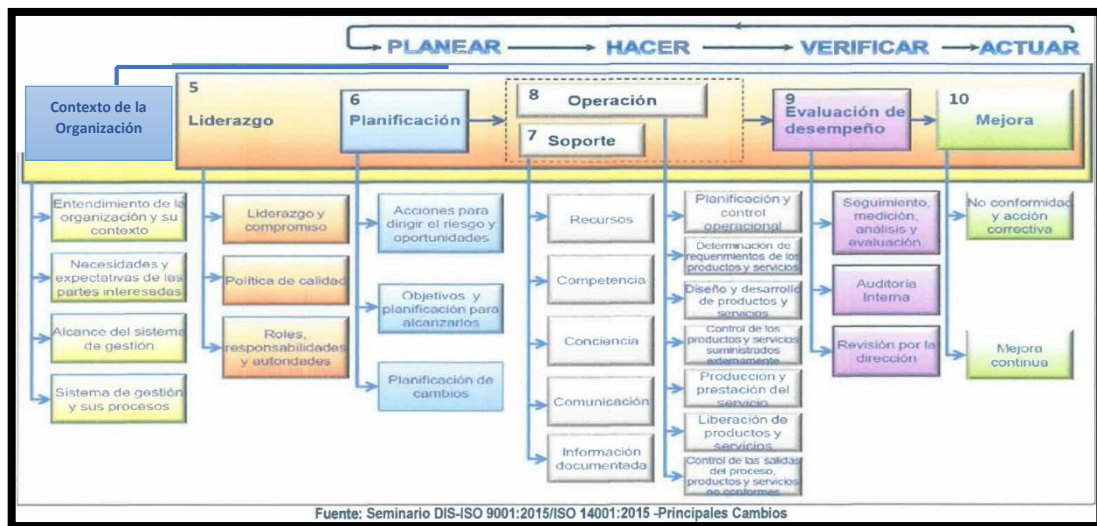 PLANEAR
HACER
VERIFICAR
ACTUAR
Contexto de la
Organización
5
Liderazgo
6
Planificación
8
Operación
7
Soporte
9
Evaluación de
desempeño
10
Mejora
Entendimiento de la
organización y su
contexto
Necesidades y
expectativas de las
partes interesadas
Alcance del sistema
de gestión
Sistema de gestión
y sus procesos
Liderazgo y
compromiso
Política de calidad
Roles,
responsabilidades
y autoridades
Acciones para
dirigir el riesgo y
oportunidades
Objetivos y
planificación para
alcanzarlos
Planificación de
cambios
Recursos
Competencia
Conciencia
Comunicación
Información
documentada
Planificación y
control
operacional
Determinación de
requerimientos de los
productos y servicios
Diseño y desarrollo
de productos y
servicios
Control de los
productos y servicios
suministrados
externamente
Produccion y
prestación del
servicio
Liberación de
productos y
servicios
Control de las salidas
del proceso,
productos y servicios
no conformes
Seguimiento,
medición,
análisis y
evaluación
Auditoria
Interna
Revisión por la
dirección
No conformidad
y acción
correctiva
Mejora
continua
Fuente: Seminario DIS-ISO 9001:2015/ISO 14001:2015 -Principales Cambios